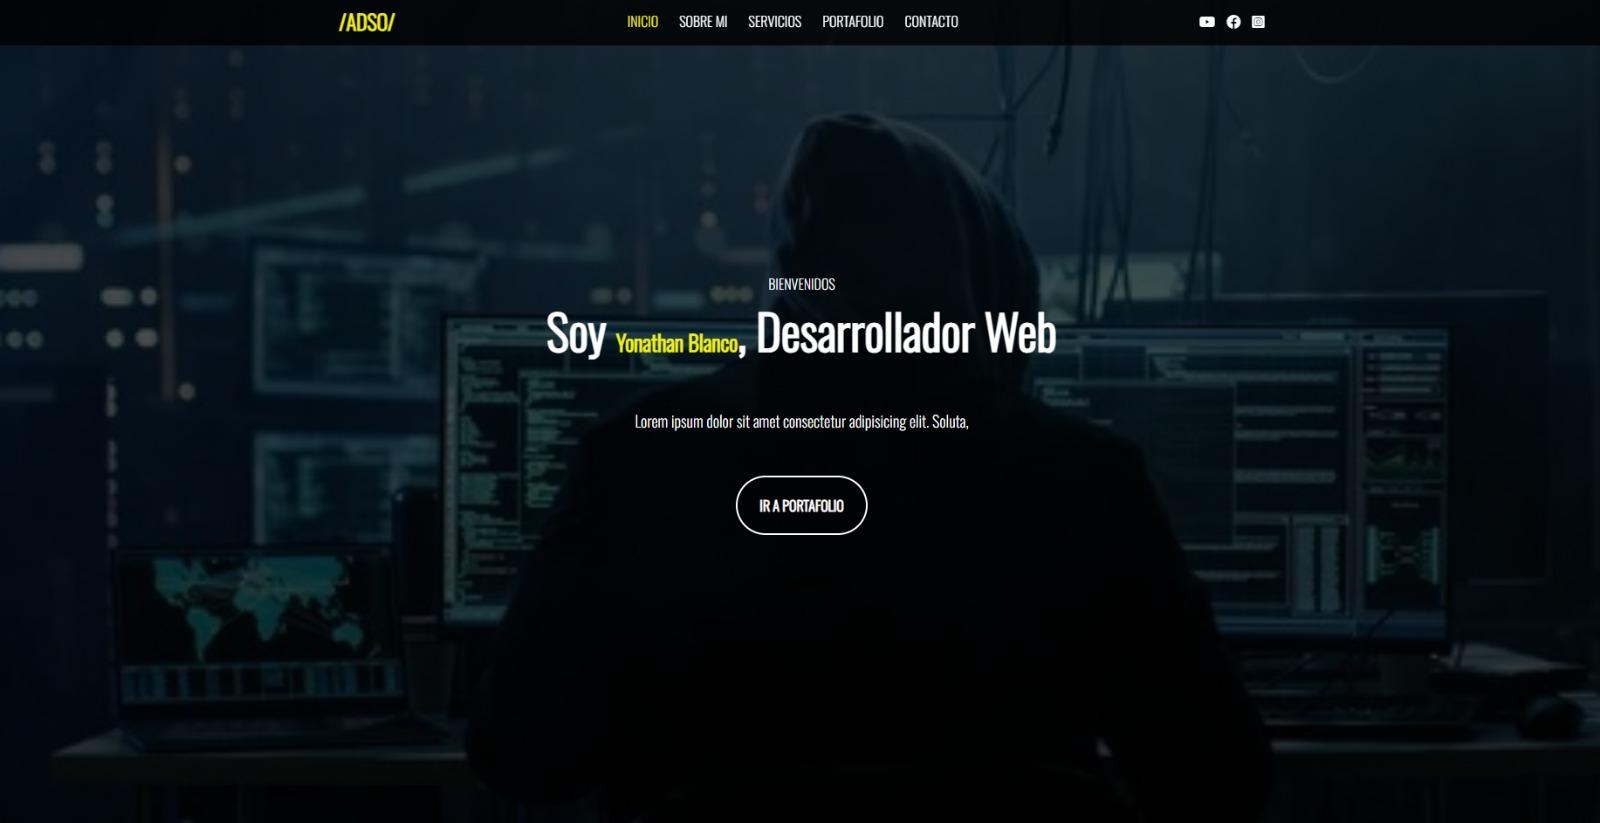 /ADSO/
INICIO SOBRE MI SERVICIOS PORTAFOLIO CONTACTO
BIENVENIDOS
Soy Yonathan Blanco, Desarrollador Web
Lorem ipsum dolor sit amet consectetur adipisicing elit. Soluta,
IR A PORTAFOLIO